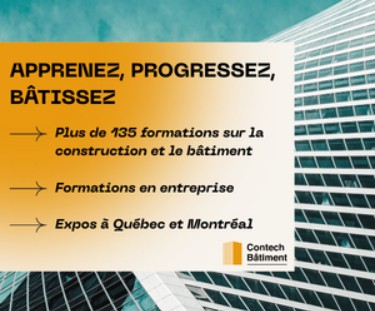 APPRENEZ, PROGRESSEZ,
BÂTISSEZ
Plus de 135 formations sur la
construction et le bâtiment
Formations en entreprise
Expos à Québec et Montréal
Contech
Bâtiment